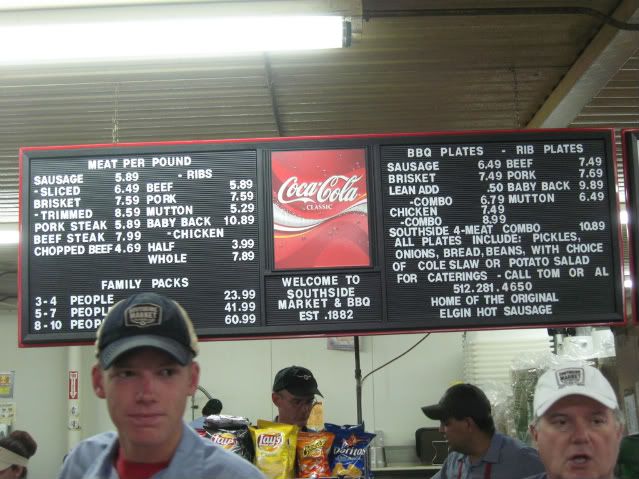 MEAT PER POUND
SAUSAGE 5.89
-SLICED 6.49
BRISKET 7.59
-TRIMMED 8.59
PORK STEAK 5.89
BEEF STEAK 7.99
CHOPPED BEEF 4.69
- RIBS
BEEF 5.89
PORK 7.59
MUTTON 5.29
BABY BACK 10.89
- CHICKEN
HALF 3.99
WHOLE 7.89
FAMILY PACKS
3-4 PEOPLE 23.99
5-7 PEOPLE 41.99
8-10 PEOPLE 60.99
Coca-Cola
CLASSIC
WELCOME TO
SOUTHSIDE
MARKET & BBQ
EST .1882
BBQ PLATES - RIB PLATES
SAUSAGE 6.49 BEEF 7.49
BRISKET 7.49 PORK 7.69
LEAN ADD .50 BABY BACK 9.89
-COMBO 6.79 MUTTON 6.49
CHICKEN 7.49
-COMBO 8.99
SOUTHSIDE 4-MEAT COMBO 10.89
ALL PLATES INCLUDE: PICKLES,
ONIONS, BREAD,BEANS, WITH CHOICE
OF COLE SLAW OR POTATO SALAD
FOR CATERINGS - CALL TOM OR AL
512.281.4650
HOME OF THE ORIGINAL
ELGIN HOT SAUSAGE
Lay's
Lay's
Cheetos
Doritos
MARKET